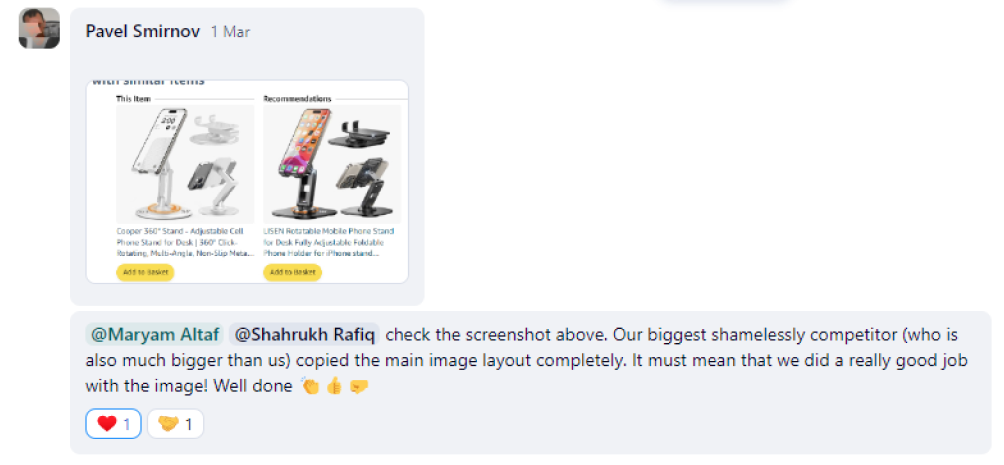 Pavel Smirnov 1 Mar
with similar items
This Item Recommendations
2:00
Cooper 360° Stand - Adjustable Cell
Phone Stand for Desk | 360° Click-
Rotating, Multi-Angle, Non-Slip Meta...
Add to Basket
LISEN Rotatable Mobile Phone Stand
for Desk Fully Adjustable Foldable
Phone Holder for iPhone stand...
Add to Basket
@Maryam Altaf @Shahrukh Rafiq check the screenshot above. Our biggest shamelessly competitor (who is
also much bigger than us) copied the main image layout completely. It must mean that we did a really good job
with the image! Well done 👏 👍 🤛
❤️ 1 🤝 1